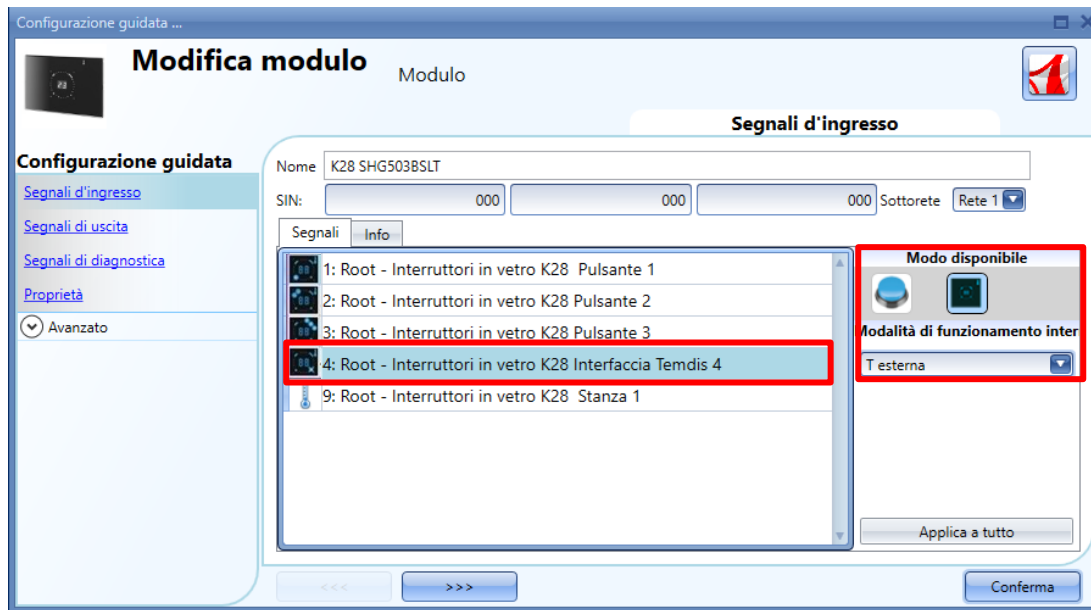 Configurazione guidata ...
Modifica modulo
Modulo
Segnali d'ingresso
Configurazione guidata
Segnali d'ingresso
Segnali di uscita
Segnali di diagnostica
Proprietà
Avanzato
Nome K28 SHG503BSLT
SIN: 000 000 000 Sottorete Rete 1
Segnali Info
1: Root - Interruttori in vetro K28 Pulsante 1
2: Root - Interruttori in vetro K28 Pulsante 2
3: Root - Interruttori in vetro K28 Pulsante 3
4: Root - Interruttori in vetro K28 Interfaccia Temdis 4
9: Root - Interruttori in vetro K28 Stanza 1
Modo disponibile
Modalità di funzionamento inter
T esterna
Applica a tutto
<<<
>>>
Conferma